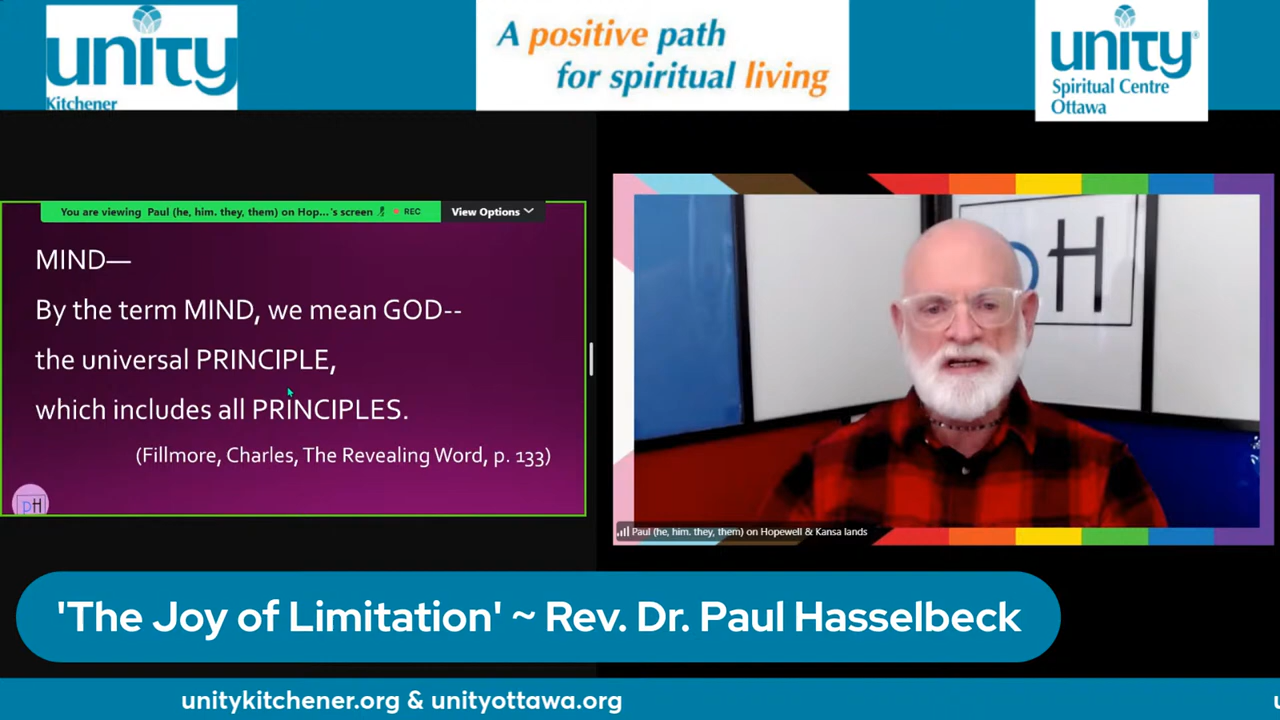 unity
Kitchener
A positive path
for spiritual living
unity®
Spiritual Centre
Ottawa
You are viewing Paul (he, him. they, them) on Hop...'s screen REC View Options
MIND—
By the term MIND, we mean GOD--
the universal PRINCIPLE,
which includes all PRINCIPLES.
(Fillmore, Charles, The Revealing Word, p. 133)
pH
pH
Paul (he, him. they, them) on Hopewell & Kansa lands
'The Joy of Limitation' ~ Rev. Dr. Paul Hasselbeck
unitykitchener.org & unityottawa.org